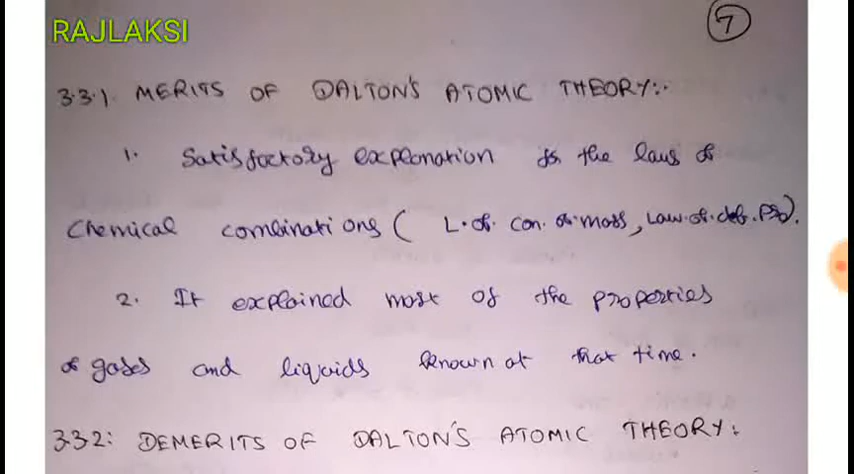 RAJLAKSI
7
3.3.1. MERITS OF DALTON'S ATOMIC THEORY:-
1. Satisfactory explanation for the laws of
Chemical combinations ( L. of. con. of. mass, Law. of. def. pro).
2. It explained most of the properties
of gases and liquids known at that time.
3.3.2: DEMERITS OF DALTON'S ATOMIC THEORY: